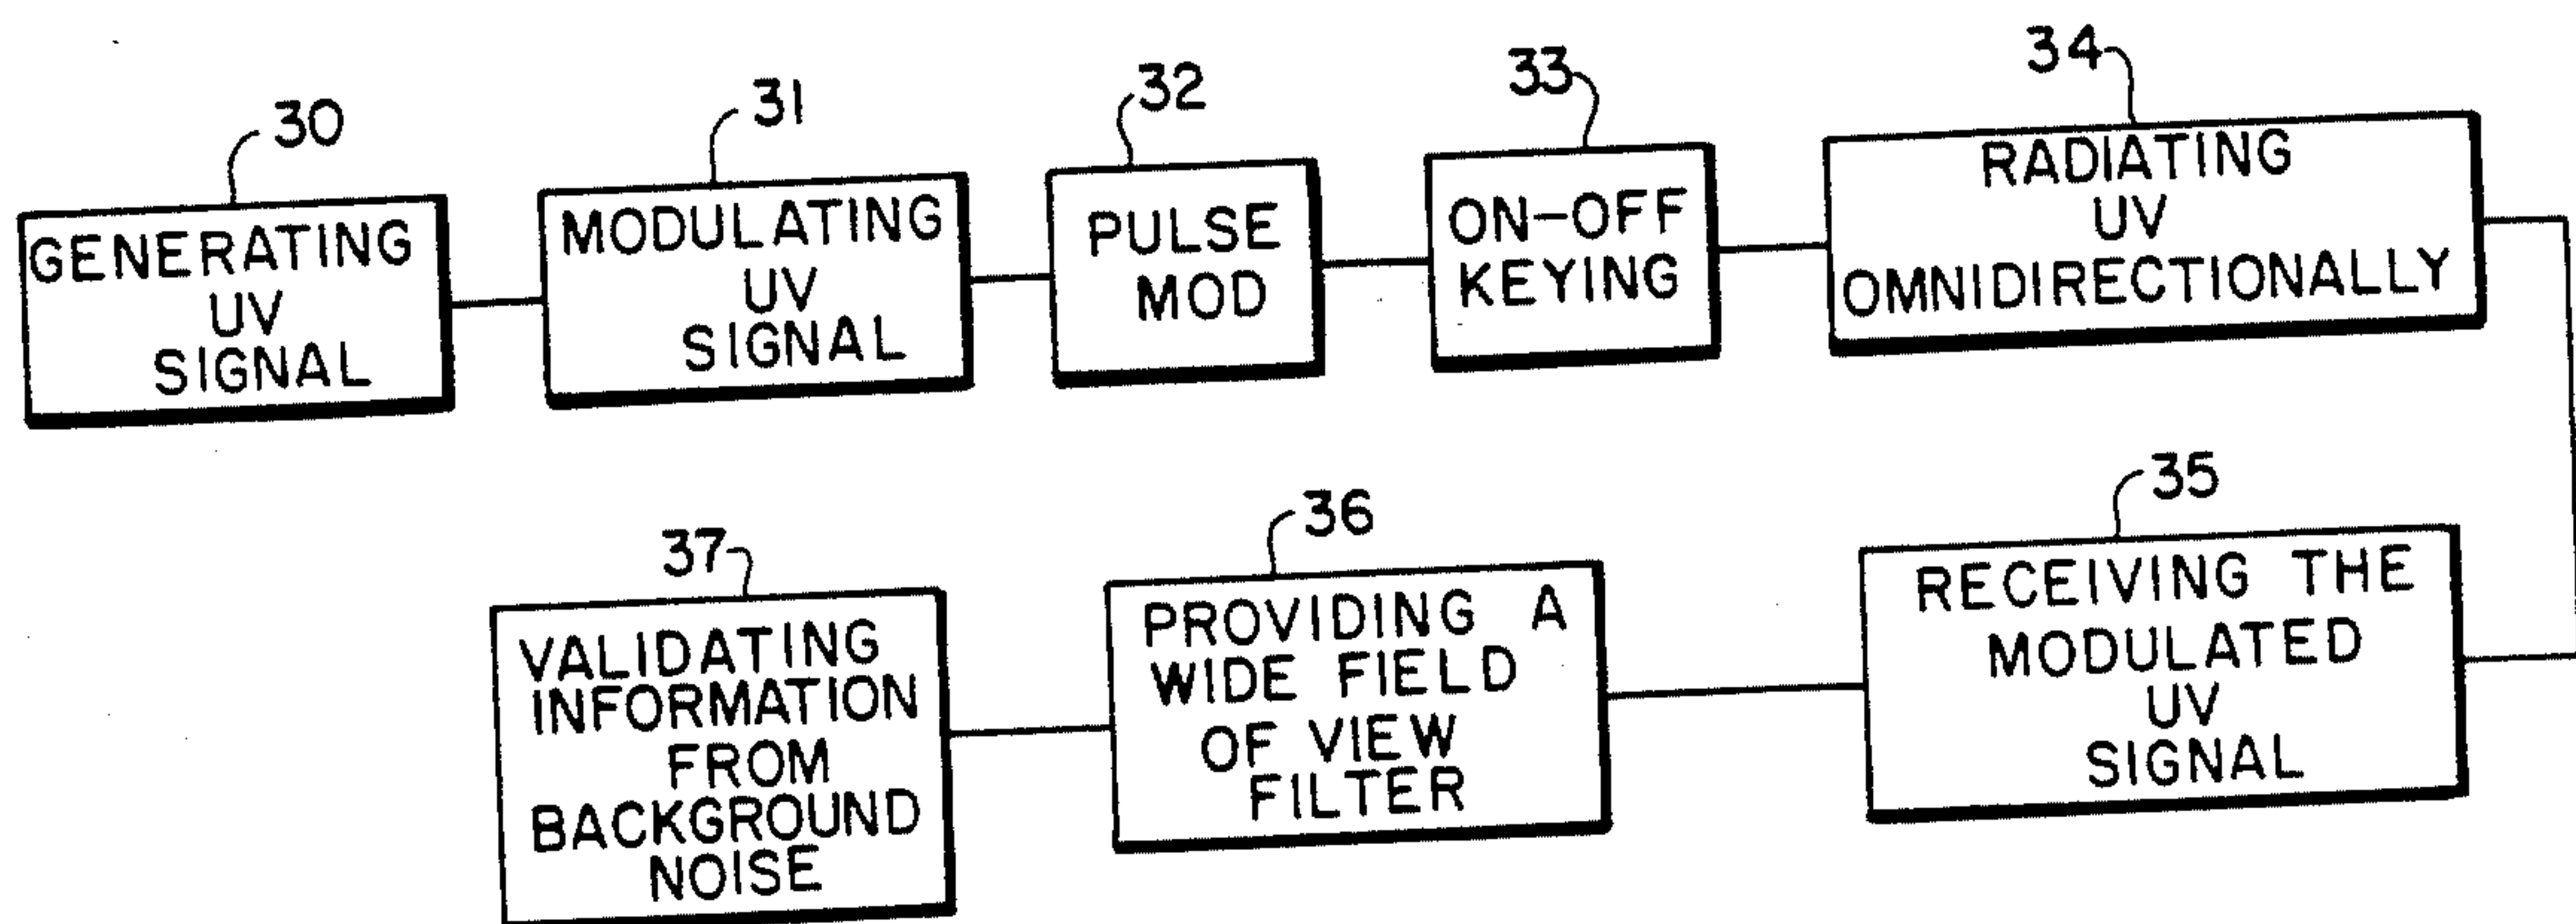 30
GENERATING
UV
SIGNAL
31
MODULATING
UV
SIGNAL
32
PULSE
MOD
33
ON-OFF
KEYING
34
RADIATING
UV
OMNIDIRECTIONALLY
35
RECEIVING THE
MODULATED
UV
SIGNAL
36
PROVIDING A
WIDE FIELD
OF VIEW
FILTER
37
VALIDATING
INFORMATION
FROM
BACKGROUND
NOISE